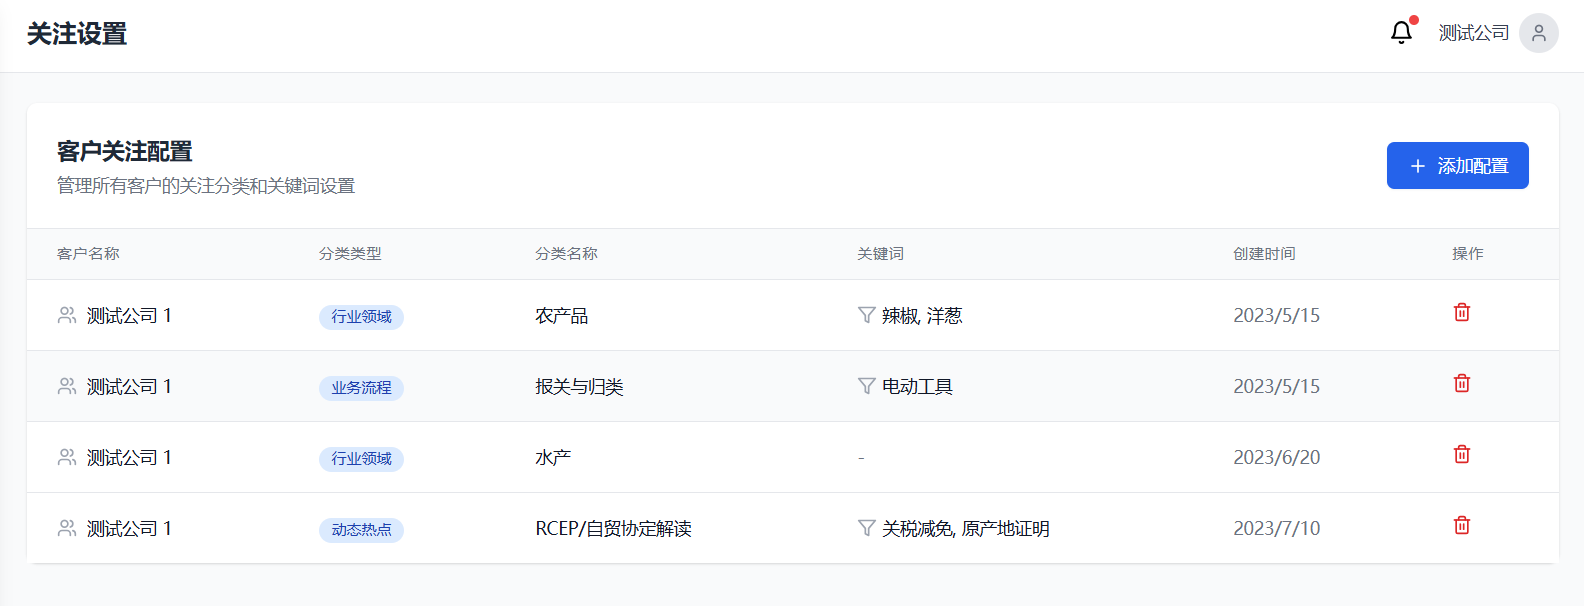 关注设置
测试公司
客户关注配置
管理所有客户的关注分类和关键词设置
添加配置
客户名称 分类类型 分类名称 关键词 创建时间 操作
测试公司 1 行业领域 农产品 辣椒, 洋葱 2023/5/15
测试公司 1 业务流程 报关与归类 电动工具 2023/5/15
测试公司 1 行业领域 水产 - 2023/6/20
测试公司 1 动态热点 RCEP/自贸协定解读 关税减免, 原产地证明 2023/7/10